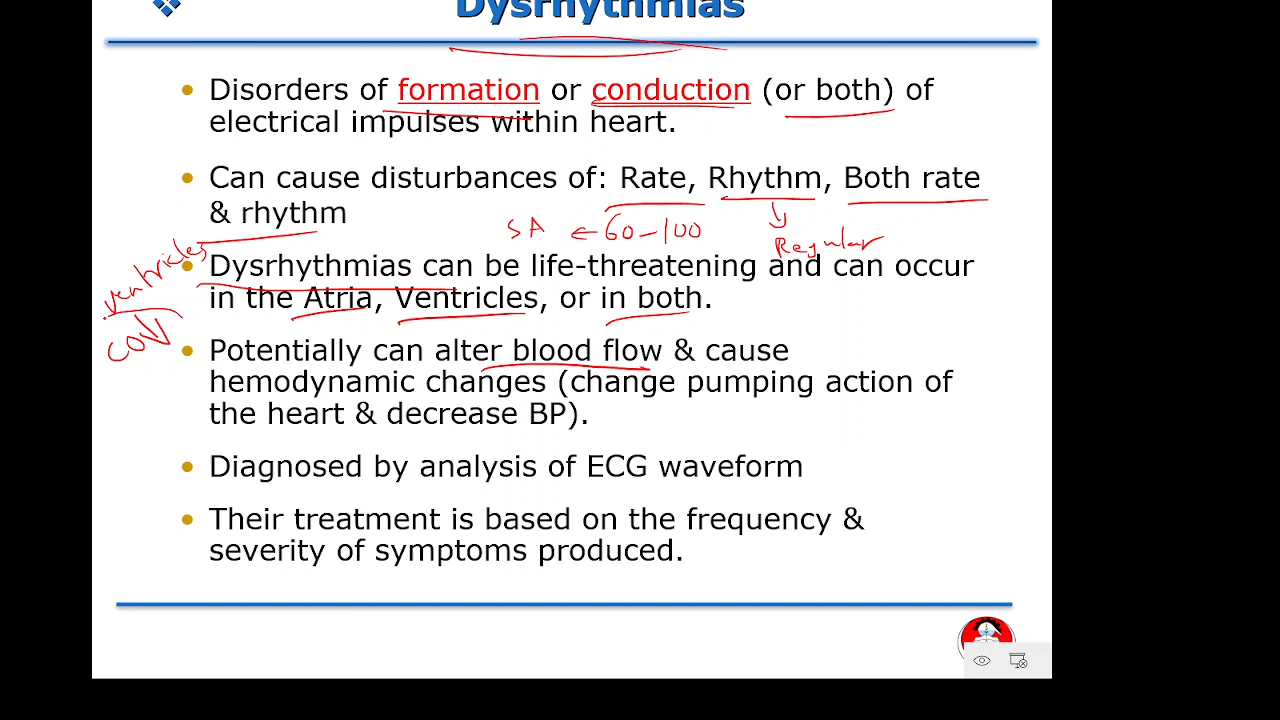 Dysrhythmias
• Disorders of formation or conduction (or both) of
electrical impulses within heart.
• Can cause disturbances of: Rate, Rhythm, Both rate
& rhythm
SA ← 60-100
Regular
ventricles
• Dysrhythmias can be life-threatening and can occur
in the Atria, Ventricles, or in both.
• Potentially can alter blood flow & cause
hemodynamic changes (change pumping action of
the heart & decrease BP).
• Diagnosed by analysis of ECG waveform
• Their treatment is based on the frequency &
severity of symptoms produced.